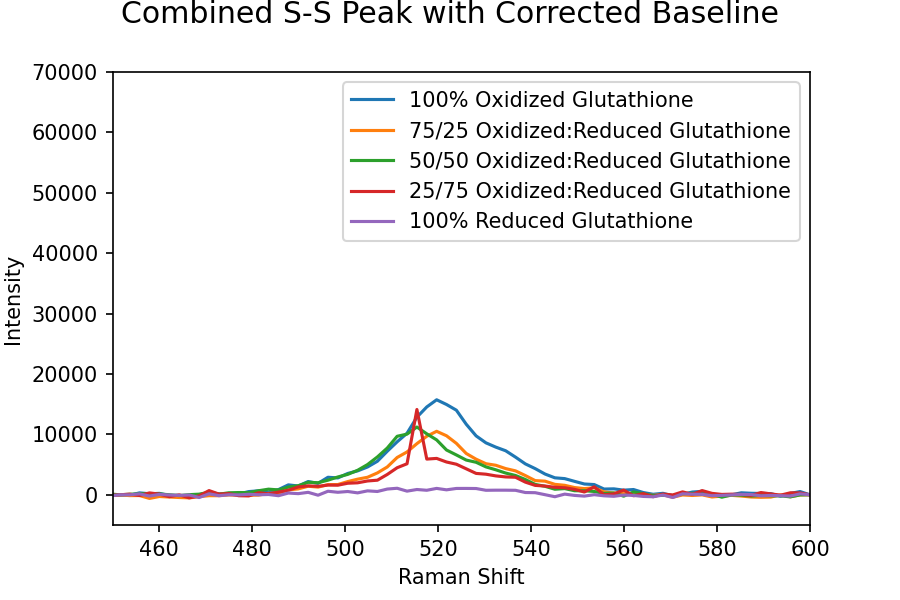 Combined S-S Peak with Corrected Baseline
70000
60000
50000
40000
30000
20000
10000
0
Intensity
100% Oxidized Glutathione
75/25 Oxidized:Reduced Glutathione
50/50 Oxidized:Reduced Glutathione
25/75 Oxidized:Reduced Glutathione
100% Reduced Glutathione
460 480 500 520 540 560 580 600
Raman Shift